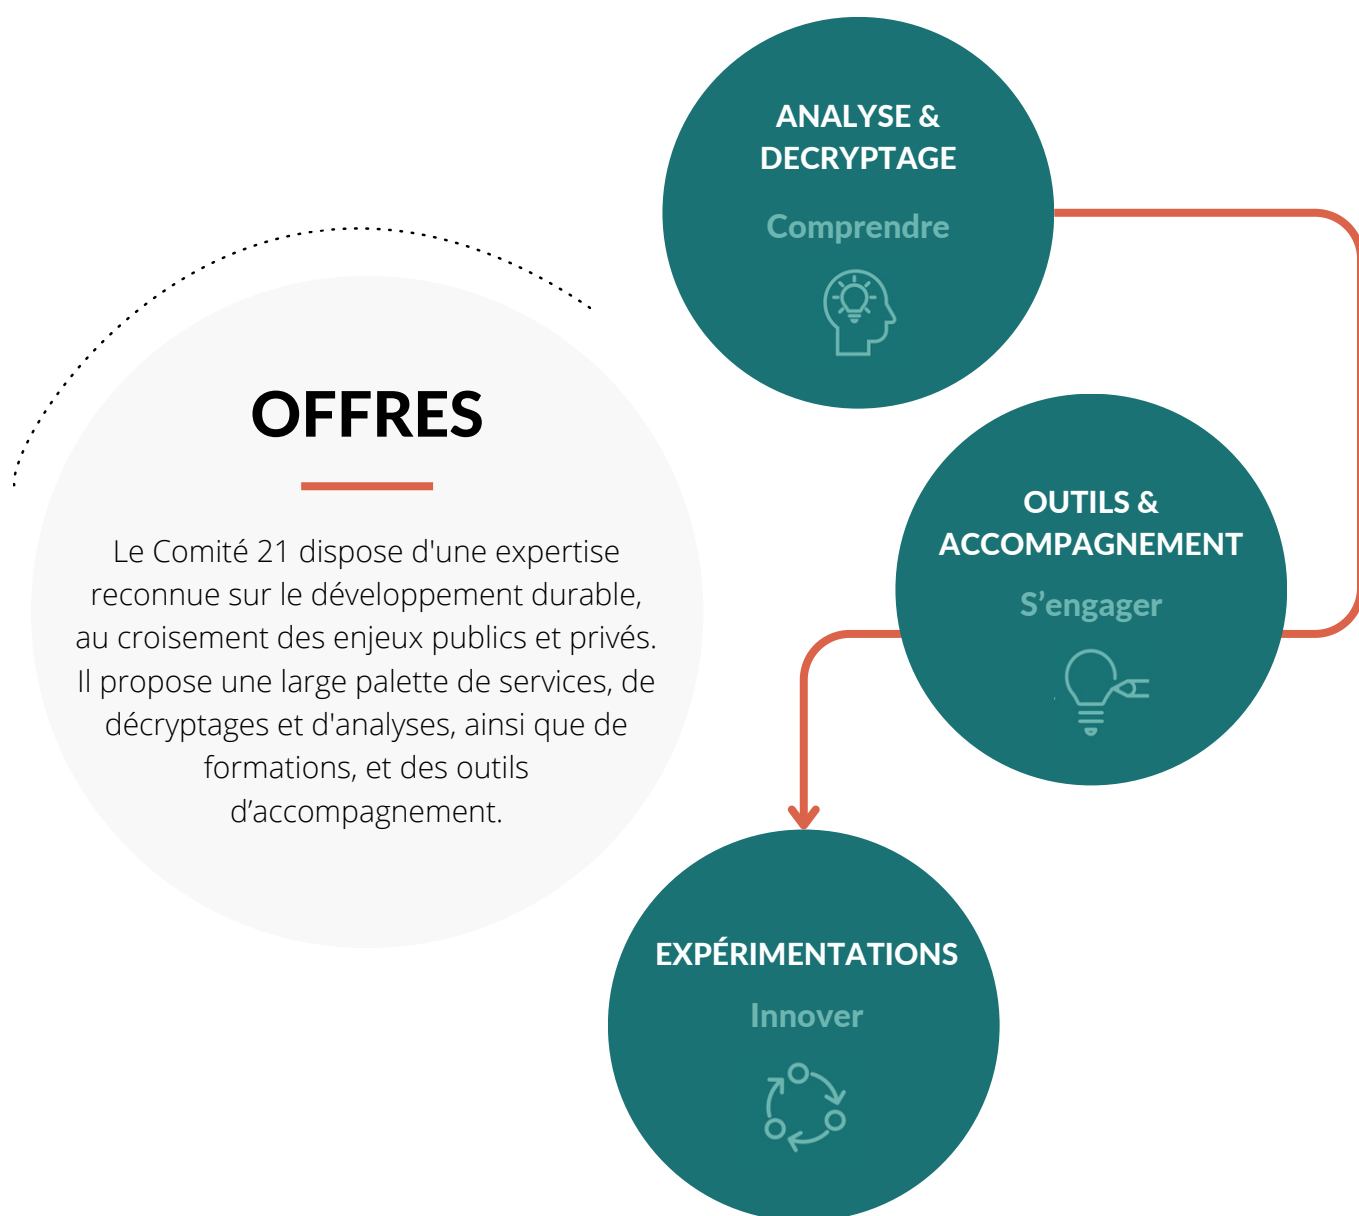 OFFRES
Le Comité 21 dispose d'une expertise
reconnue sur le développement durable,
au croisement des enjeux publics et privés.
Il propose une large palette de services, de
décryptages et d'analyses, ainsi que de
formations, et des outils
d’accompagnement.
ANALYSE &
DECRYPTAGE
Comprendre
OUTILS &
ACCOMPAGNEMENT
S’engager
EXPÉRIMENTATIONS
Innover